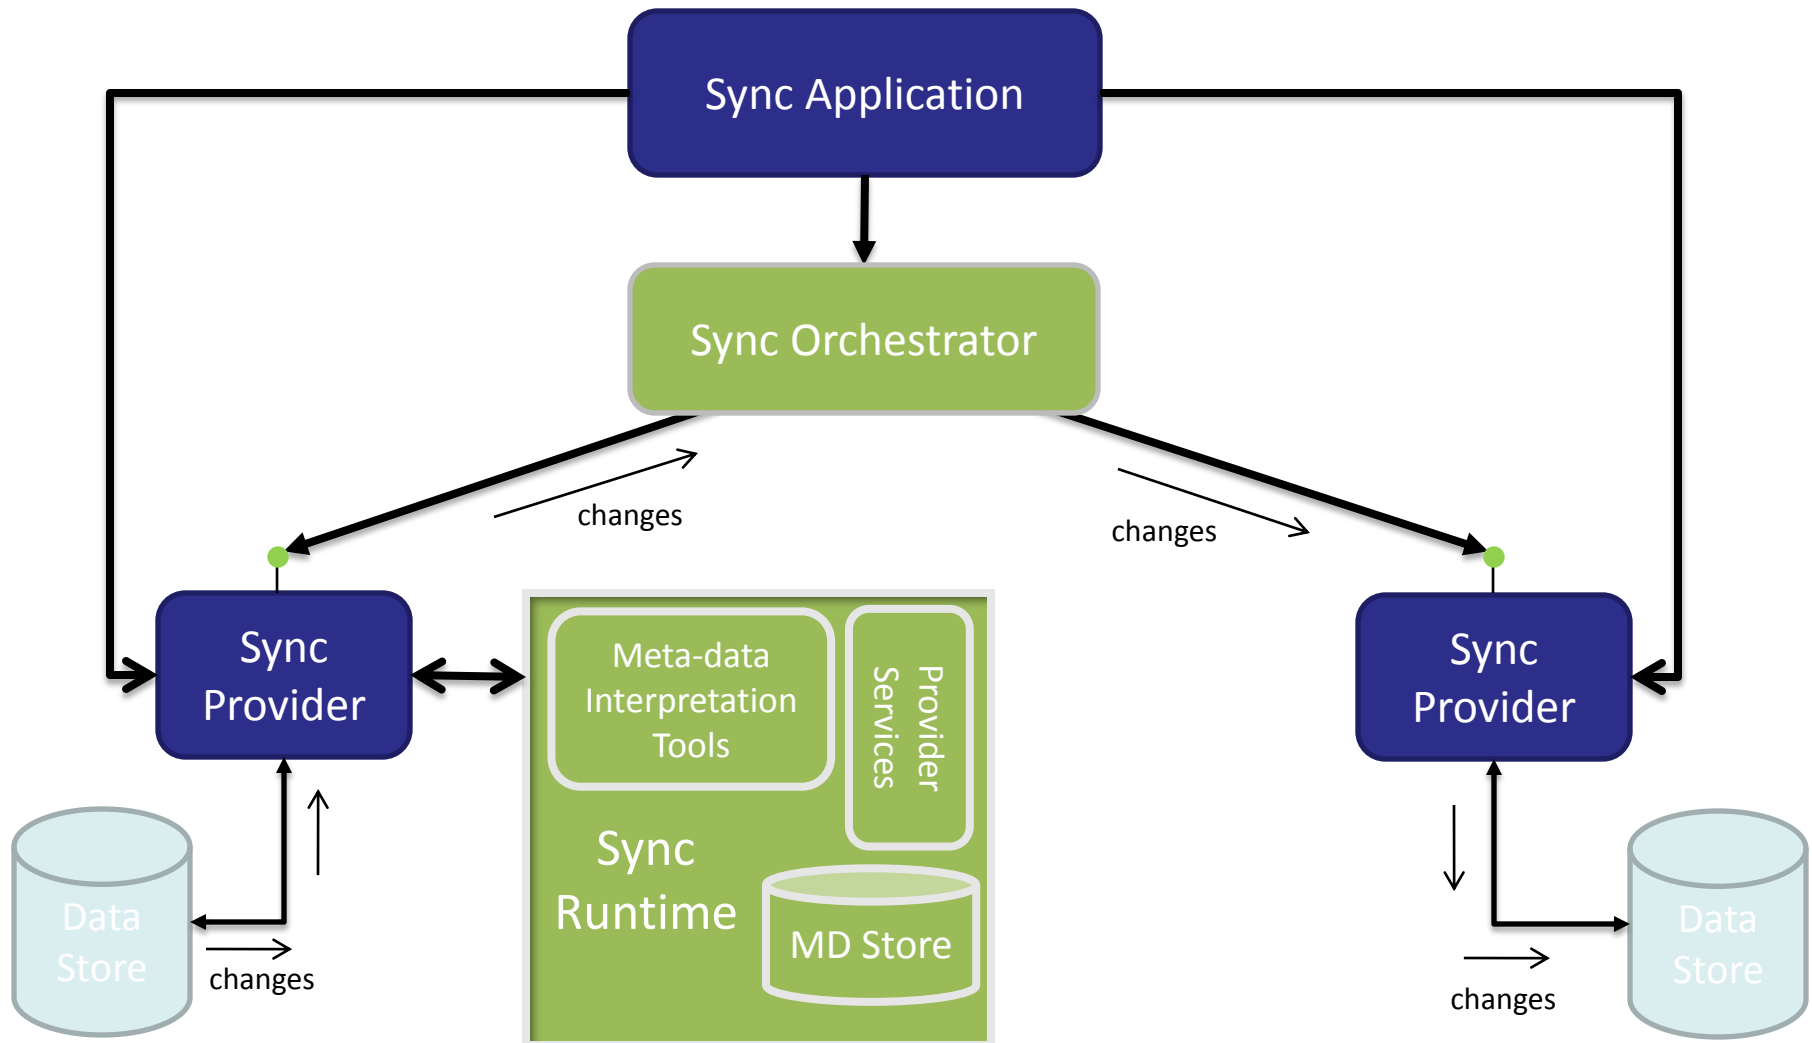 Sync Application
Sync Orchestrator
changes
changes
Sync
Provider
Meta-data
Interpretation
Tools
Provider
Services
Sync
Provider
Sync
Runtime
MD Store
Data
Store
changes
Data
Store
changes